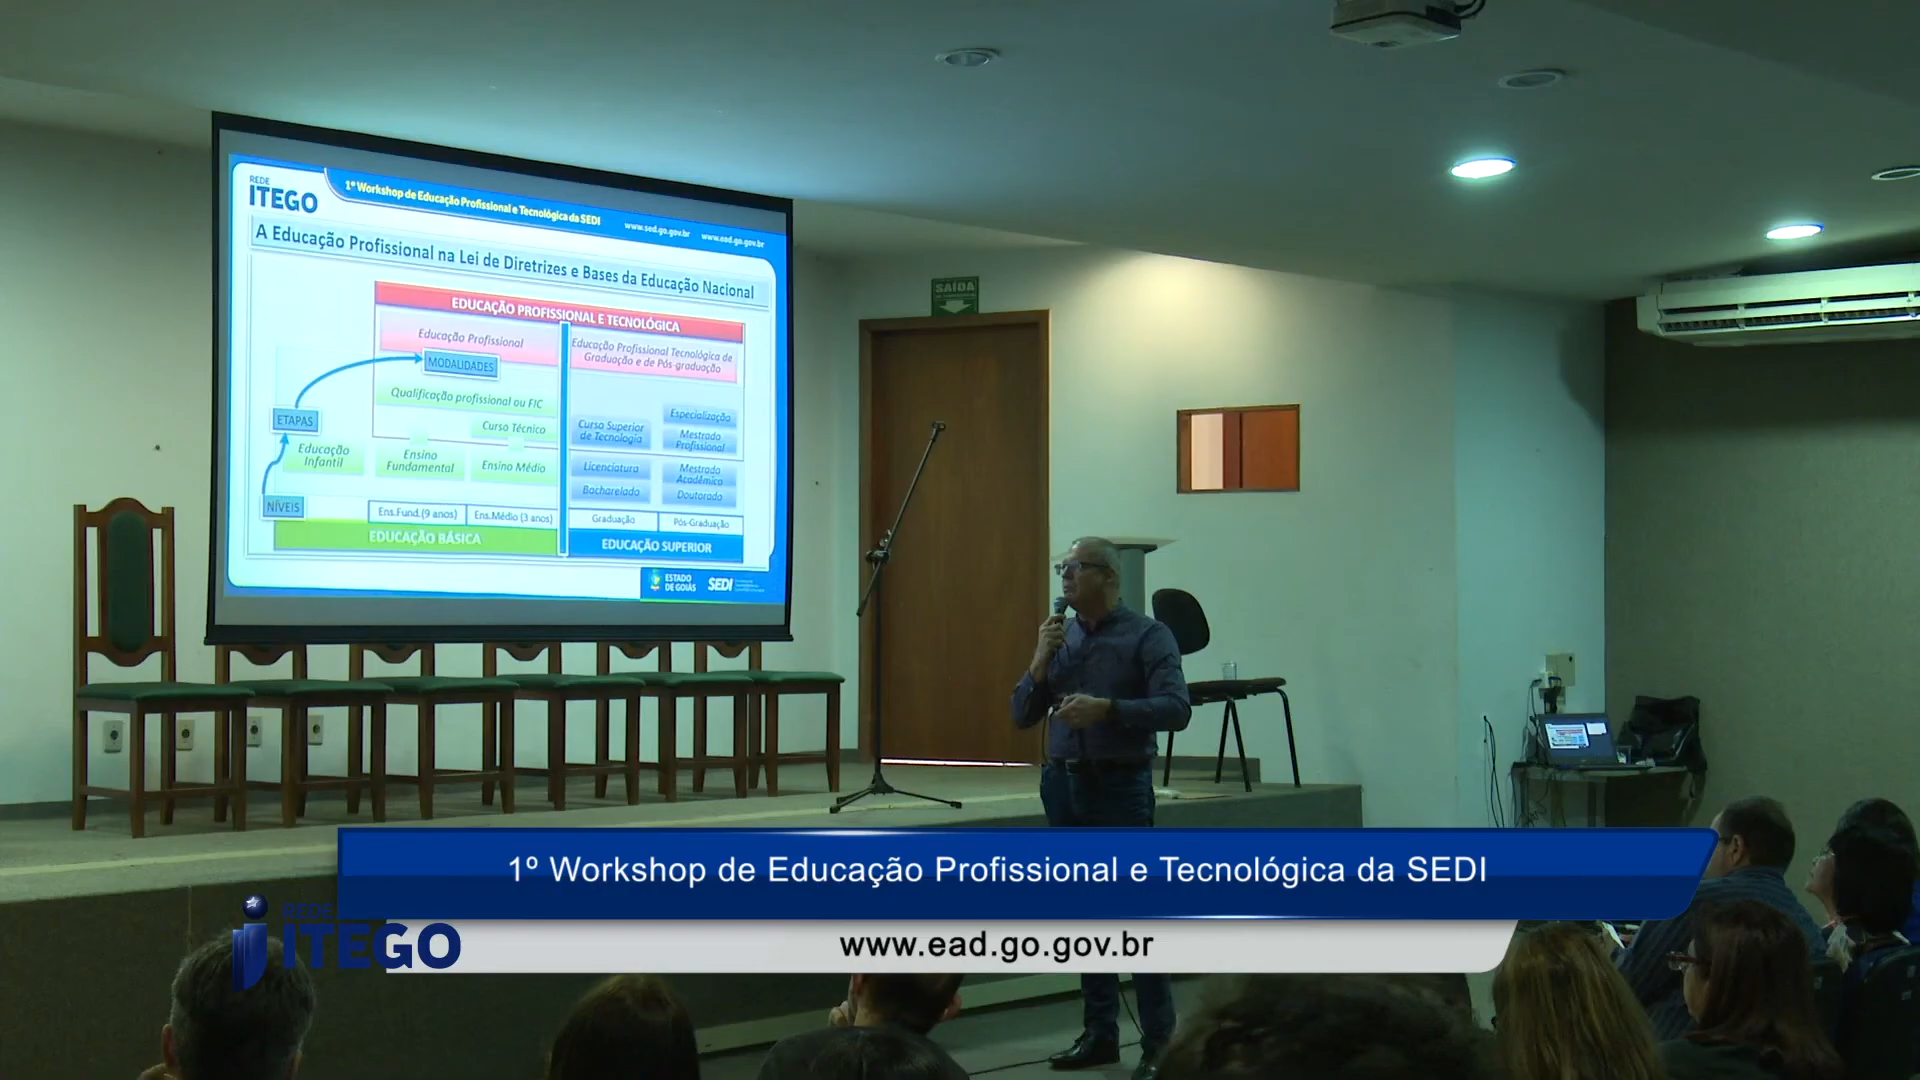 REDE
ITEGO
1º Workshop de Educação Profissional e Tecnológica da SEDI
www.sed.go.gov.br www.ead.go.gov.br
A Educação Profissional na Lei de Diretrizes e Bases da Educação Nacional
EDUCAÇÃO PROFISSIONAL E TECNOLÓGICA
Educação Profissional
Educação Profissional Tecnológica de
Graduação e de Pós-graduação
MODALIDADES
Qualificação profissional ou FIC
Curso Técnico
ETAPAS
Educação
Infantil
Ensino
Fundamental
Ensino Médio
Curso Superior
de Tecnologia
Especialização
Mestrado
Profissional
Licenciatura
Mestrado
Acadêmico
Bacharelado
Doutorado
NÍVEIS
Ens.Fund.(9 anos)
Ens.Médio (3 anos)
Graduação
Pós-Graduação
EDUCAÇÃO BÁSICA
EDUCAÇÃO SUPERIOR
ESTADO
DE GOIÁS
SEDI
SAÍDA
1º Workshop de Educação Profissional e Tecnológica da SEDI
REDE
ITEGO
www.ead.go.gov.br